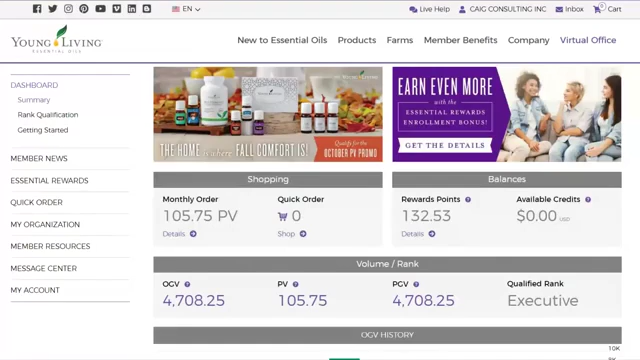 EN
Live Help
CAIG CONSULTING INC
Inbox
0
Cart
YOUNG LIVING
ESSENTIAL OILS
New to Essential Oils
Products
Farms
Member Benefits
Company
Virtual Office
DASHBOARD
Summary
Rank Qualification
Getting Started
MEMBER NEWS
ESSENTIAL REWARDS
QUICK ORDER
MY ORGANIZATION
MEMBER RESOURCES
MESSAGE CENTER
MY ACCOUNT
YOUNG LIVING
THE HOME is where FALL COMFORT IS!
Qualify for the
OCTOBER PV PROMO
EARN EVEN MORE
with the
ESSENTIAL REWARDS
ENROLLMENT BONUS!
GET THE DETAILS
Shopping
Monthly Order
105.75 PV
Details
Quick Order
0
Shop
Balances
Rewards Points
132.53
Details
Available Credits
$0.00 USD
Volume / Rank
OGV
4,708.25
PV
105.75
PGV
4,708.25
Qualified Rank
Executive
OGV HISTORY
10K